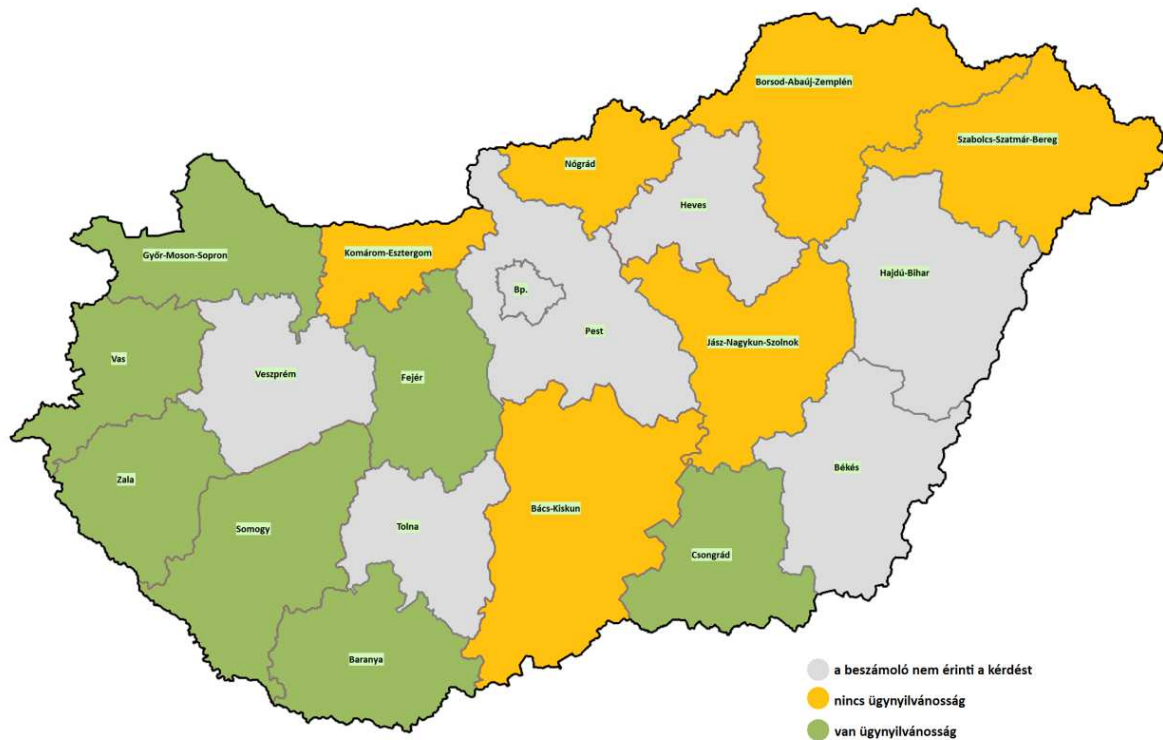 Borsod-Abaúj-Zemplén
Szabolcs-Szatmár-Bereg
Nógrád
Heves
Győr-Moson-Sopron
Komárom-Esztergom
Hajdú-Bihar
Bp.
Pest
Jász-Nagykun-Szolnok
Vas
Veszprém
Fejér
Békés
Zala
Bács-Kiskun
Somogy
Tolna
Csongrád
Baranya
a beszámoló nem érinti a kérdést
nincs ügynyilvánosság
van ügynyilvánosság